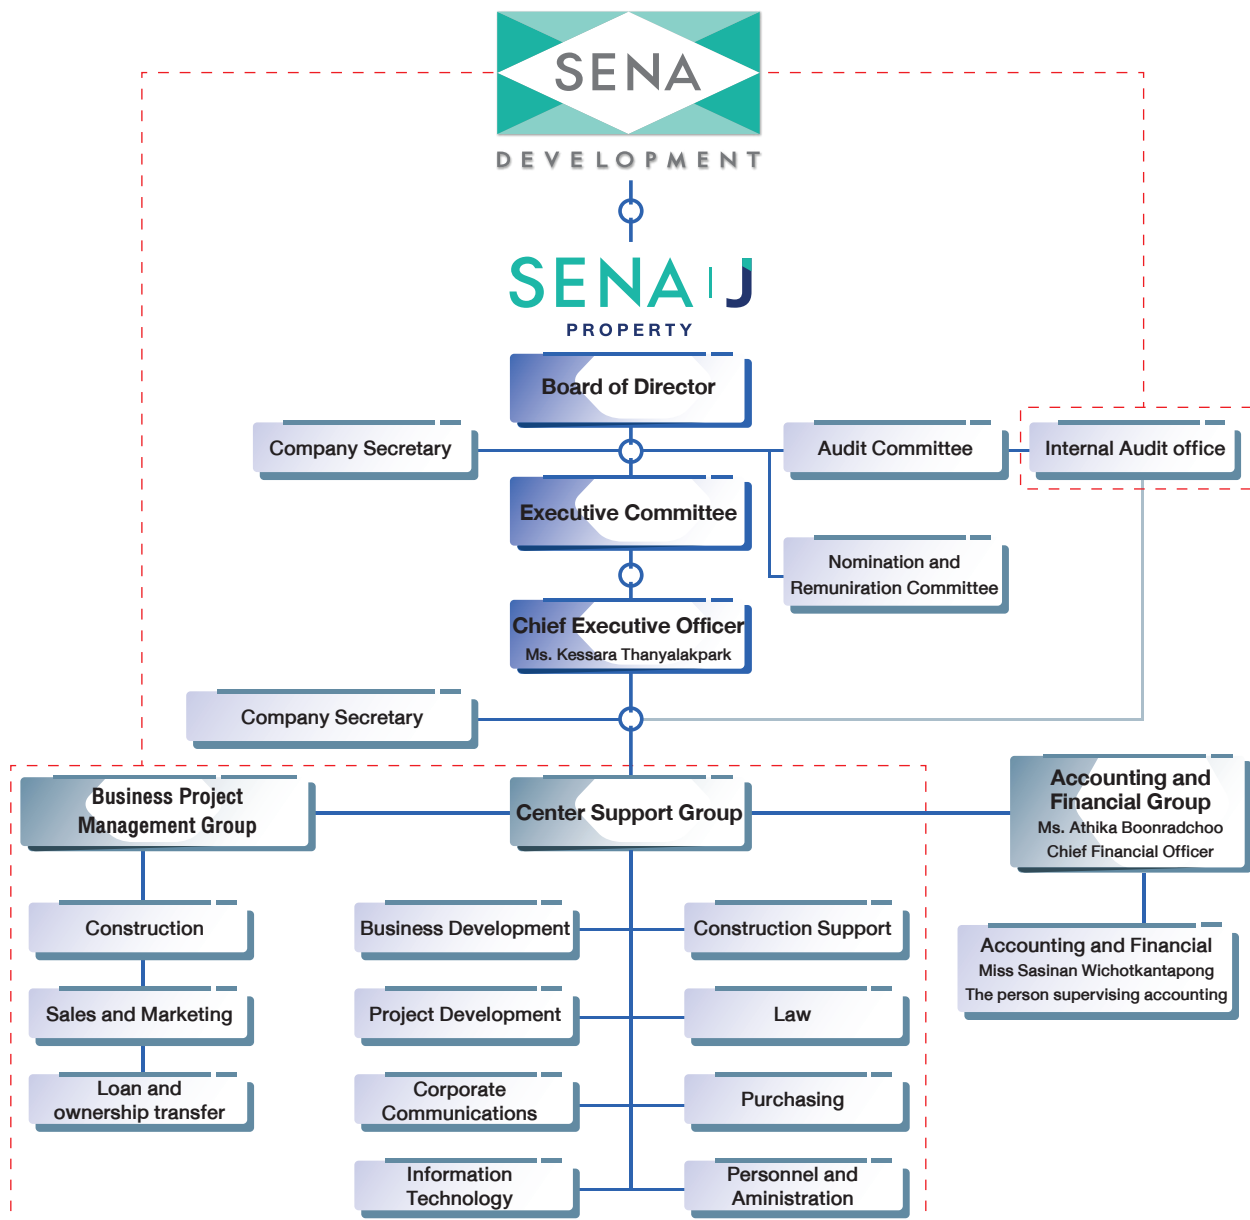 SENA
DEVELOPMENT
SENA J
PROPERTY
Board of Director
Company Secretary
Audit Committee
Internal Audit office
Executive Committee
Nomination and
Remuniration Committee
Chief Executive Officer
Ms. Kessara Thanyalakpark
Company Secretary
Business Project
Management Group
Center Support Group
Accounting and
Financial Group
Ms. Athika Boonradchoo
Chief Financial Officer
Construction
Sales and Marketing
Loan and
ownership transfer
Business Development
Construction Support
Project Development
Law
Corporate
Communications
Purchasing
Information
Technology
Personnel and
Aministration
Accounting and Financial
Miss Sasinan Wichotkantapong
The person supervising accounting